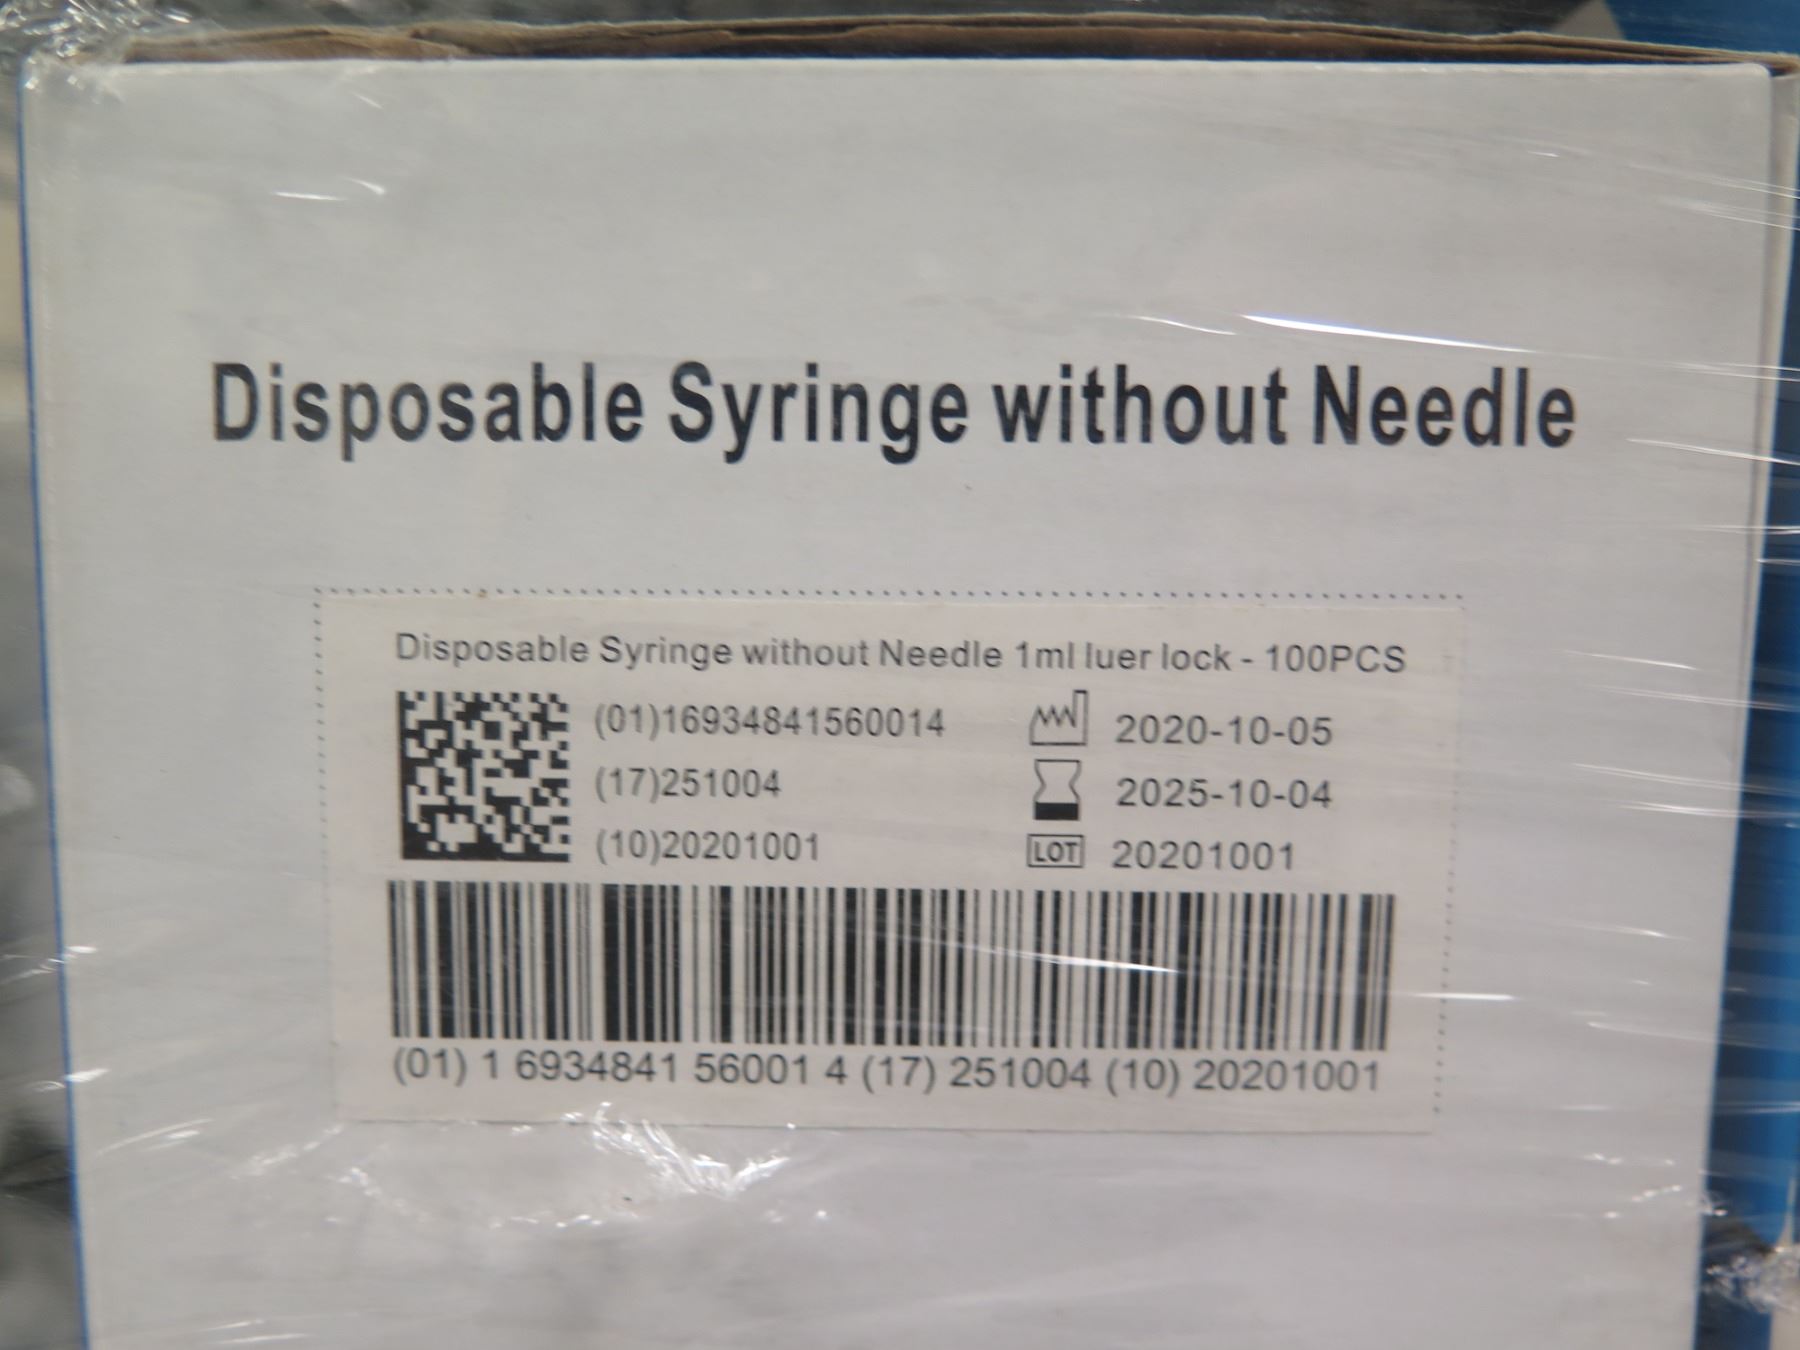 Disposable Syringe without Needle
Disposable Syringe without Needle 1ml luer lock - 100PCS
(01)16934841560014
2020-10-05
(17)251004
2025-10-04
(10)20201001
LOT 20201001
(01) 1 6934841 56001 4 (17) 251004 (10) 20201001